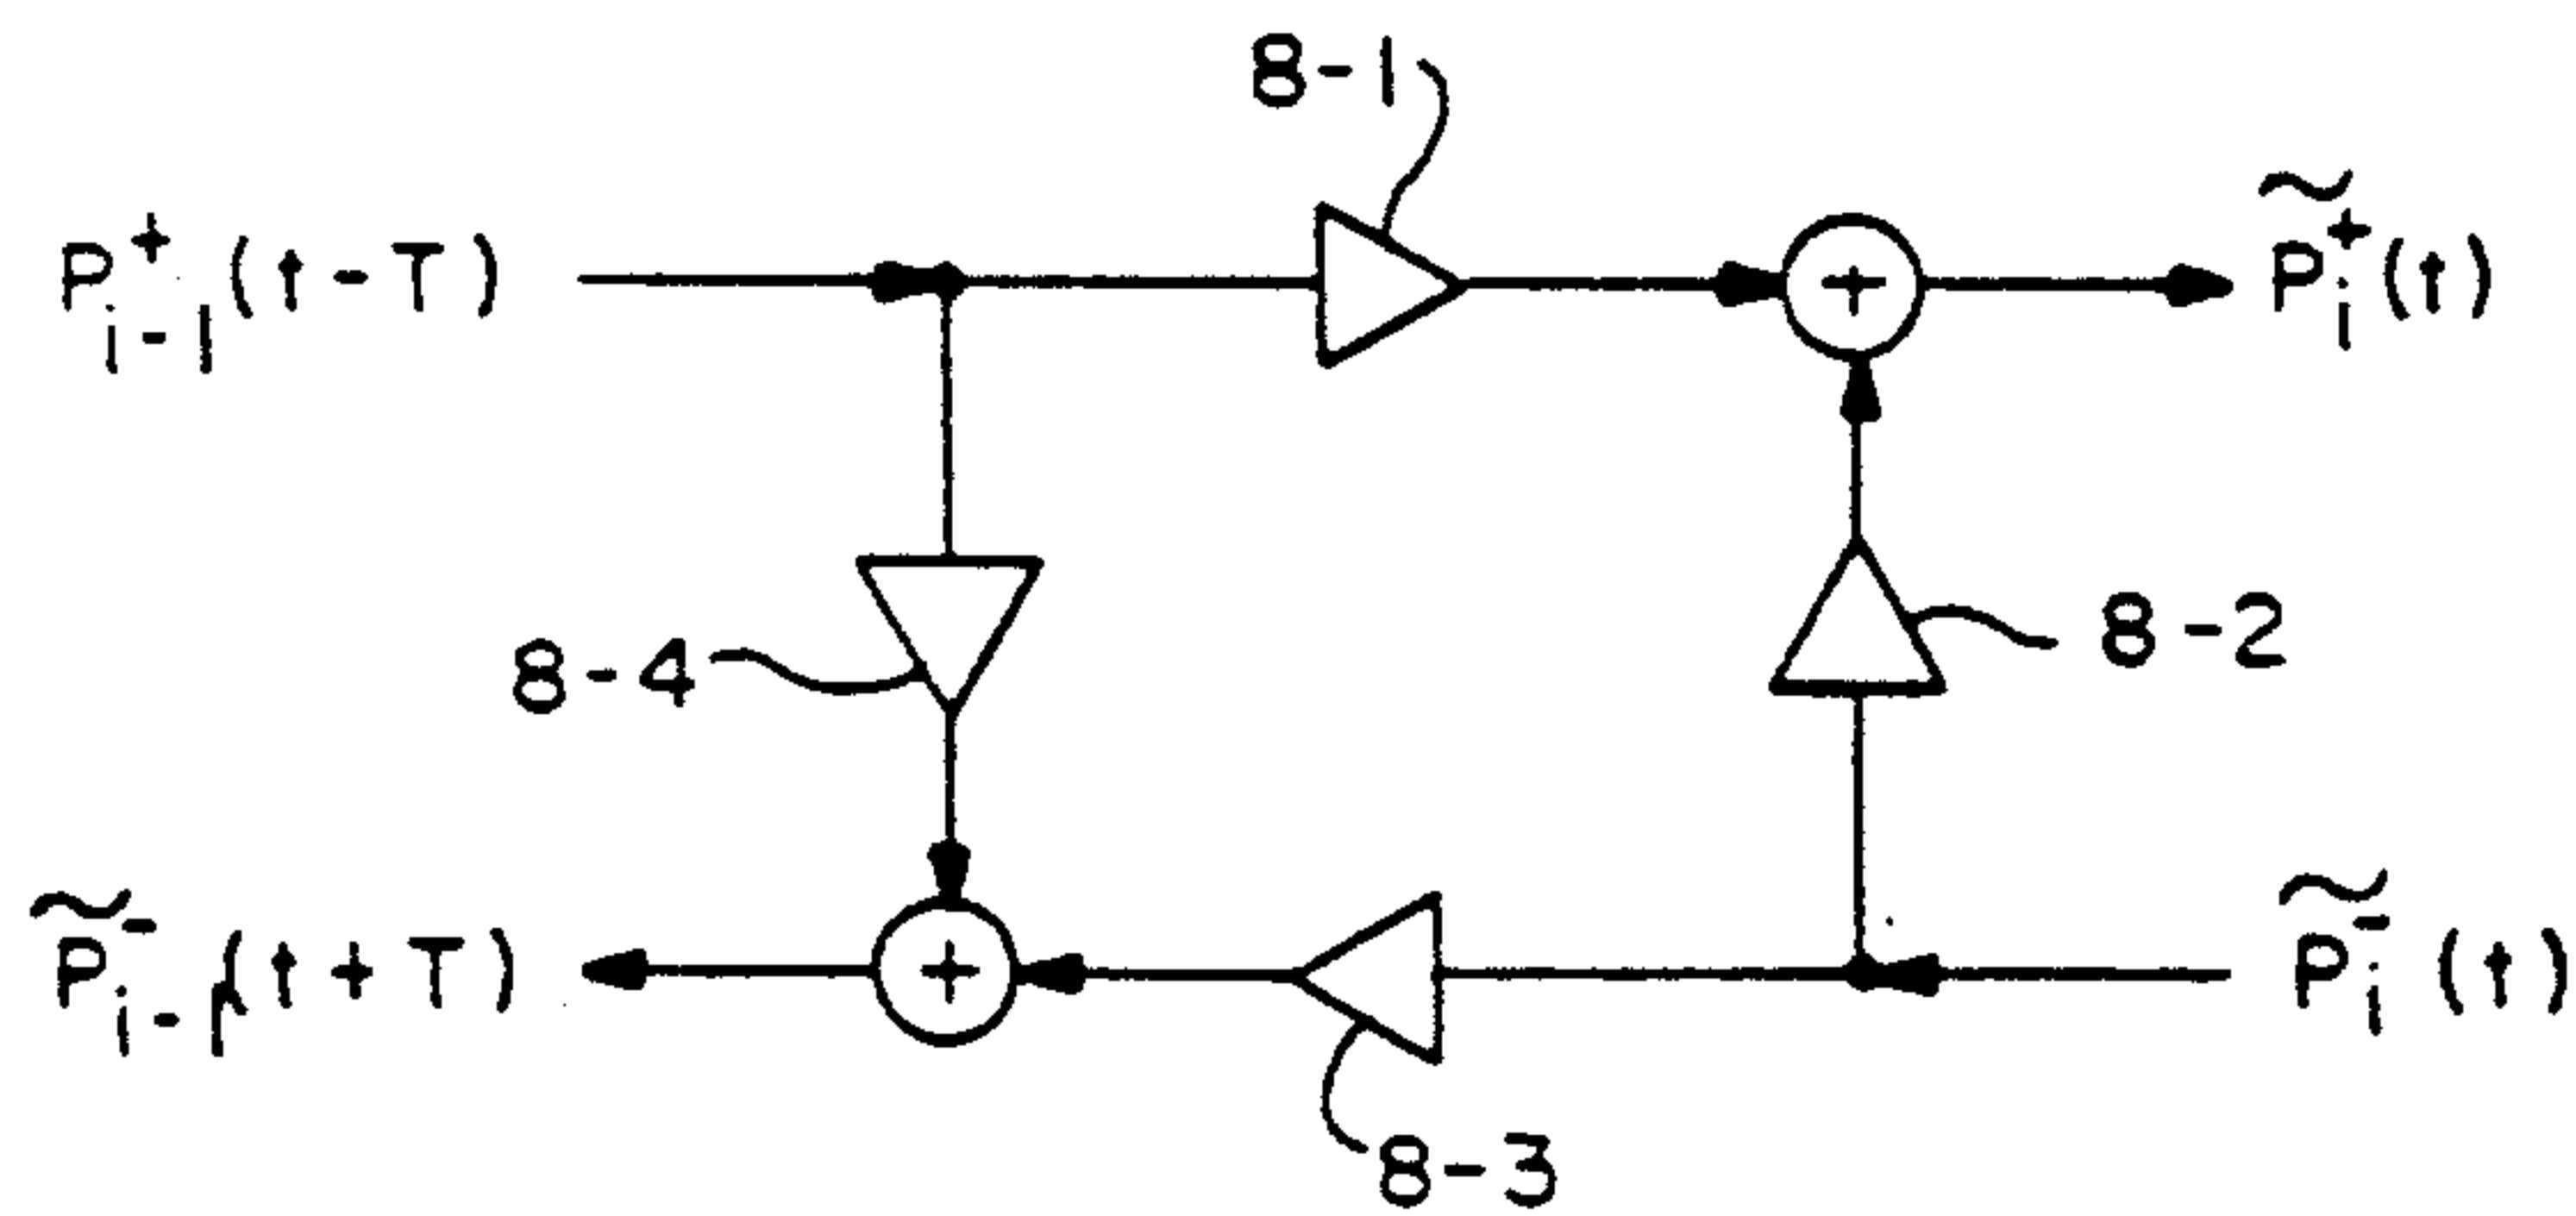 8-1
P⁺ᵢ₋₁(t-T)
P̃⁺ᵢ(t)
+
8-4
8-2
P̃⁻ᵢ₋₁(t+T)
+
P̃⁻ᵢ(t)
8-3